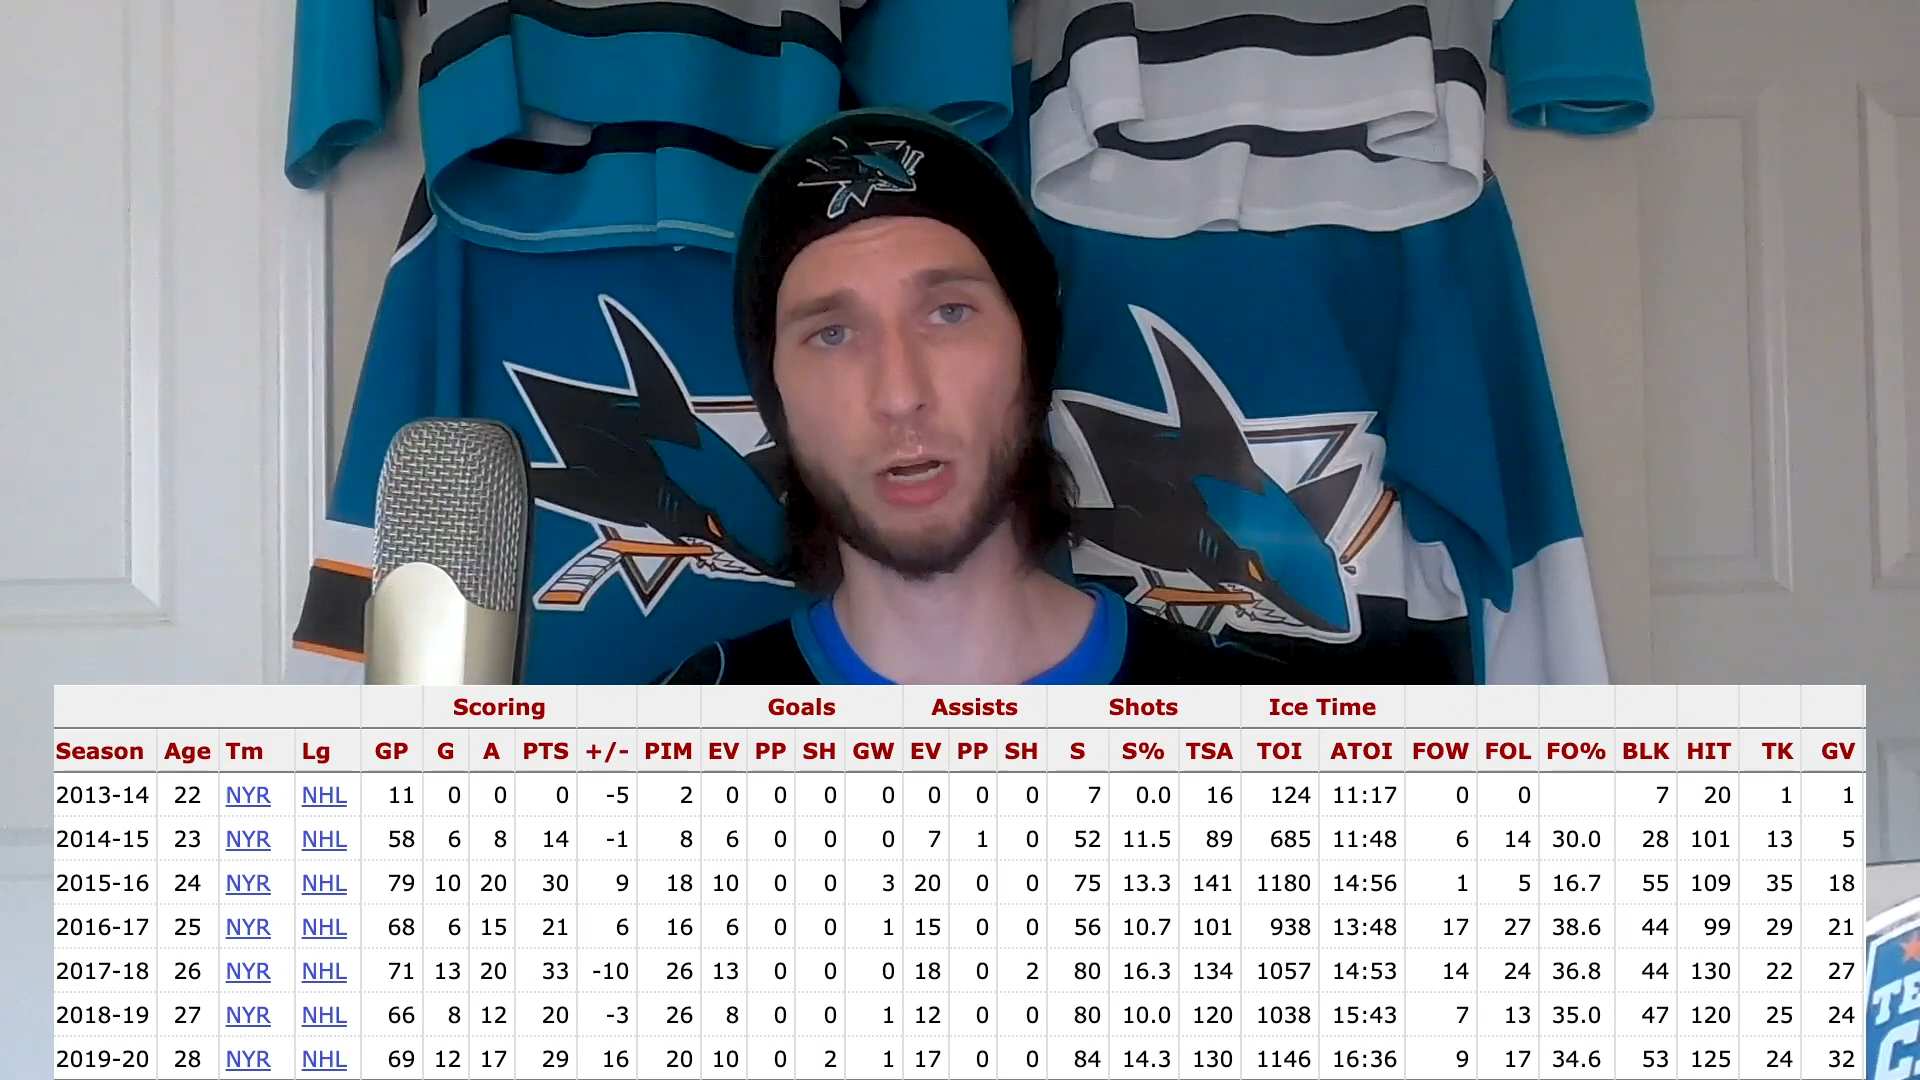 Scoring Goals Assists Shots Ice Time
Season Age Tm Lg GP G A PTS +/- PIM EV PP SH GW EV PP SH S S% TSA TOI ATOI FOW FOL FO% BLK HIT TK GV
2013-14 22 NYR NHL 11 0 0 0 -5 2 0 0 0 0 0 0 0 7 0.0 16 124 11:17 0 0 7 20 1 1
2014-15 23 NYR NHL 58 6 8 14 -1 8 6 0 0 0 7 1 0 52 11.5 89 685 11:48 6 14 30.0 28 101 13 5
2015-16 24 NYR NHL 79 10 20 30 9 18 10 0 0 3 20 0 0 75 13.3 141 1180 14:56 1 5 16.7 55 109 35 18
2016-17 25 NYR NHL 68 6 15 21 6 16 6 0 0 1 15 0 0 56 10.7 101 938 13:48 17 27 38.6 44 99 29 21
2017-18 26 NYR NHL 71 13 20 33 -10 26 13 0 0 0 18 0 2 80 16.3 134 1057 14:53 14 24 36.8 44 130 22 27
2018-19 27 NYR NHL 66 8 12 20 -3 26 8 0 0 1 12 0 0 80 10.0 120 1038 15:43 7 13 35.0 47 120 25 24
2019-20 28 NYR NHL 69 12 17 29 16 20 10 0 2 1 17 0 0 84 14.3 130 1146 16:36 9 17 34.6 53 125 24 32